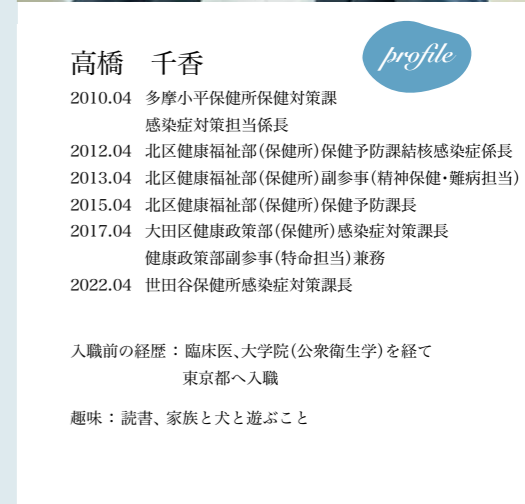 高橋　千香
profile
2010.04 多摩小平保健所保健対策課
感染症対策担当係長
2012.04 北区健康福祉部(保健所)保健予防課結核感染症係長
2013.04 北区健康福祉部(保健所)副参事(精神保健・難病担当)
2015.04 北区健康福祉部(保健所)保健予防課長
2017.04 大田区健康政策部(保健所)感染症対策課長
健康政策部副参事(特命担当)兼務
2022.04 世田谷保健所感染症対策課長
入職前の経歴：臨床医、大学院(公衆衛生学)を経て
東京都へ入職
趣味：読書、家族と犬と遊ぶこと